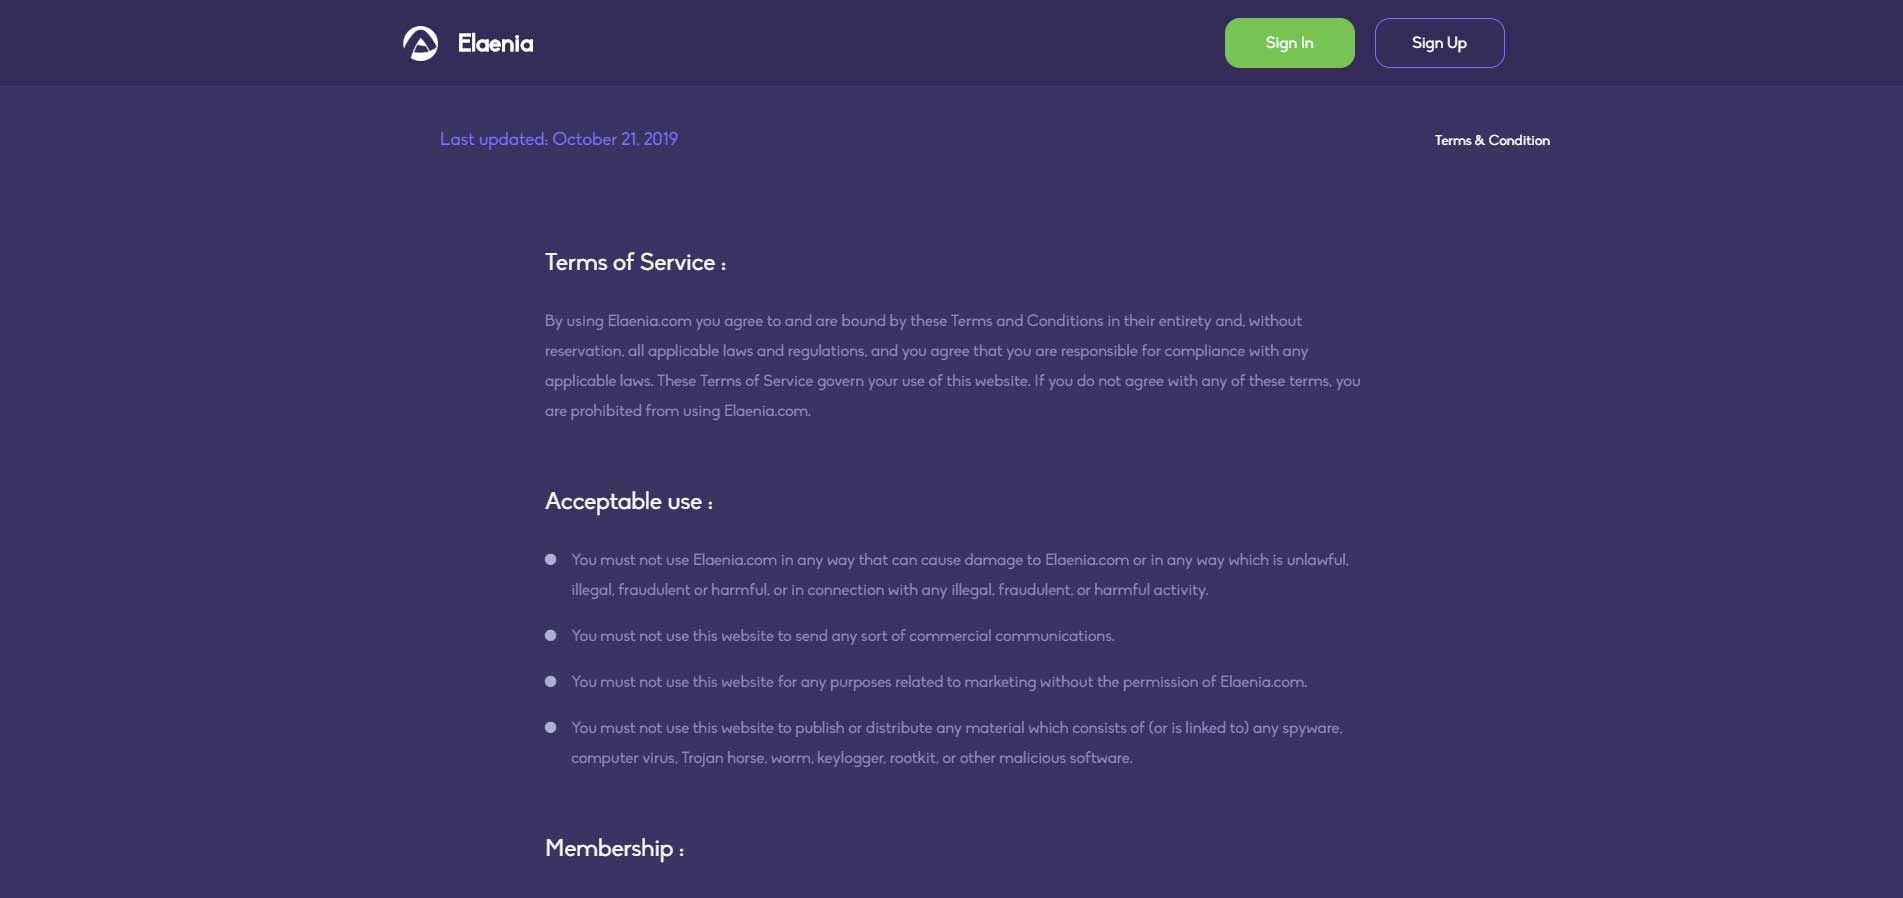 Elaenia
Sign In
Sign Up
Last updated: October 21, 2019
Terms & Condition
Terms of Service :
By using Elaenia.com you agree to and are bound by these Terms and Conditions in their entirety and, without
reservation, all applicable laws and regulations, and you agree that you are responsible for compliance with any
applicable laws. These Terms of Service govern your use of this website. If you do not agree with any of these terms, you
are prohibited from using Elaenia.com.
Acceptable use :
You must not use Elaenia.com in any way that can cause damage to Elaenia.com or in any way which is unlawful,
illegal, fraudulent or harmful, or in connection with any illegal, fraudulent, or harmful activity.
You must not use this website to send any sort of commercial communications.
You must not use this website for any purposes related to marketing without the permission of Elaenia.com.
You must not use this website to publish or distribute any material which consists of (or is linked to) any spyware,
computer virus, Trojan horse, worm, keylogger, rootkit, or other malicious software.
Membership :